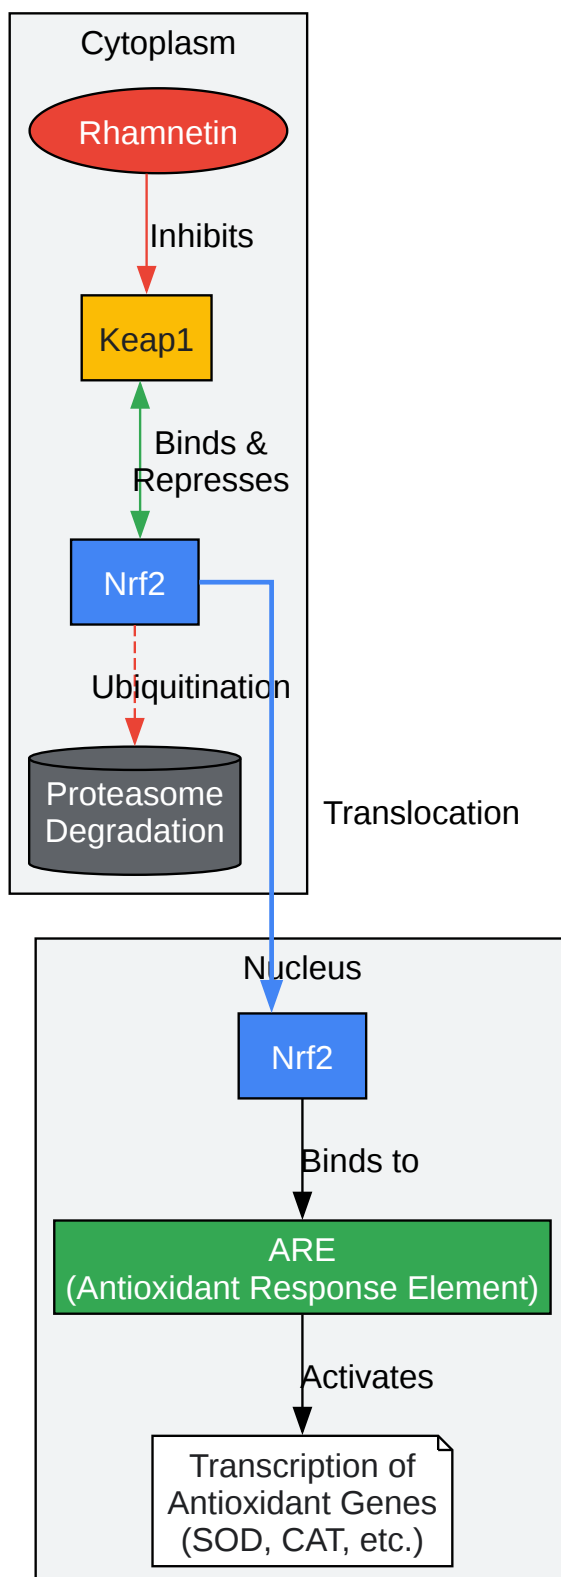 Cytoplasm
Rhamnetin
Inhibits
Keap1
Binds &
Represses
Nrf2
Ubiquitination
Proteasome
Degradation
Translocation
Nucleus
Nrf2
Binds to
ARE
(Antioxidant Response Element)
Activates
Transcription of
Antioxidant Genes
(SOD, CAT, etc.)